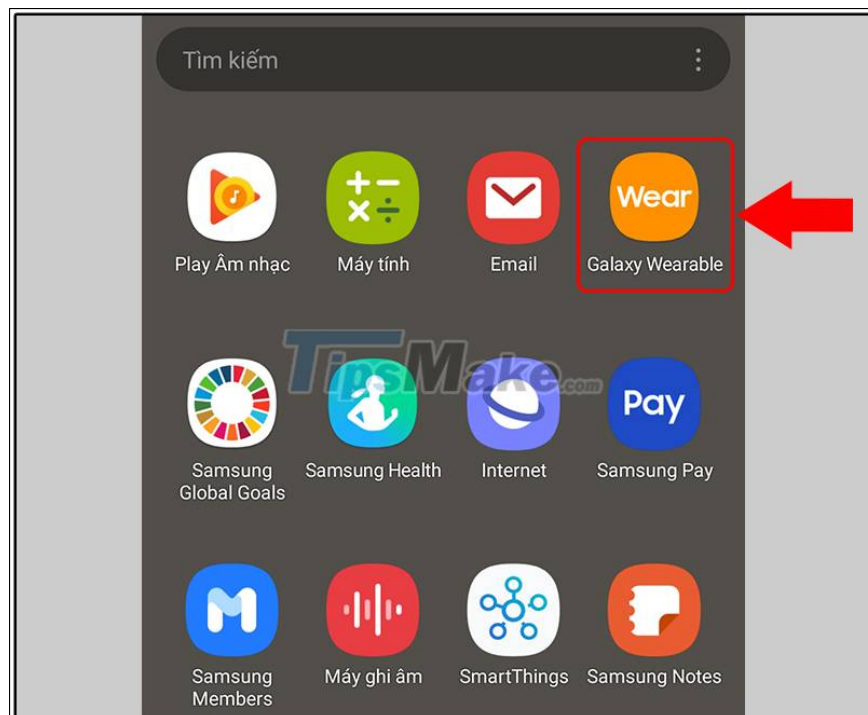 Tìm kiếm
Wear
Play Âm nhạc
Máy tính
Email
Galaxy Wearable
TipsMake.com
Pay
Samsung
Global Goals
Samsung Health
Internet
Samsung Pay
Samsung
Members
Máy ghi âm
SmartThings
Samsung Notes